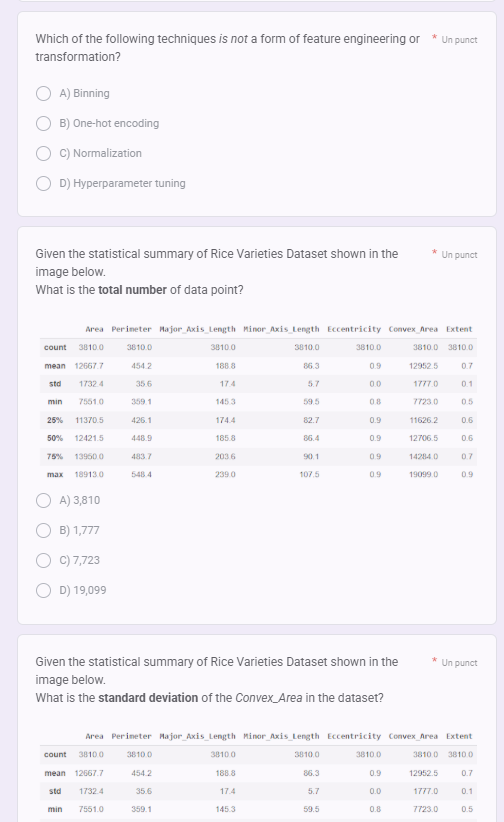 Which of the following techniques is not a form of feature engineering or * Un punct
transformation?
A) Binning
B) One-hot encoding
C) Normalization
D) Hyperparameter tuning
Given the statistical summary of Rice Varieties Dataset shown in the * Un punct
image below.
What is the total number of data point?
Area Perimeter Major_Axis_Length Minor_Axis_Length Eccentricity Convex_Area Extent
count 3810.0 3810.0 3810.0 3810.0 3810.0 3810.0 3810.0
mean 12667.7 454.2 188.8 86.3 0.9 12952.5 0.7
std 1732.4 35.6 17.4 5.7 0.0 1777.0 0.1
min 7551.0 359.1 145.3 59.5 0.8 7723.0 0.5
25% 11370.5 426.1 174.4 82.7 0.9 11626.2 0.6
50% 12421.5 448.9 185.8 86.4 0.9 12706.5 0.6
75% 13950.0 483.7 203.6 90.1 0.9 14284.0 0.7
max 18913.0 548.4 239.0 107.5 0.9 19099.0 0.9
A) 3,810
B) 1,777
C) 7,723
D) 19,099
Given the statistical summary of Rice Varieties Dataset shown in the * Un punct
image below.
What is the standard deviation of the Convex_Area in the dataset?
Area Perimeter Major_Axis_Length Minor_Axis_Length Eccentricity Convex_Area Extent
count 3810.0 3810.0 3810.0 3810.0 3810.0 3810.0 3810.0
mean 12667.7 454.2 188.8 86.3 0.9 12952.5 0.7
std 1732.4 35.6 17.4 5.7 0.0 1777.0 0.1
min 7551.0 359.1 145.3 59.5 0.8 7723.0 0.5